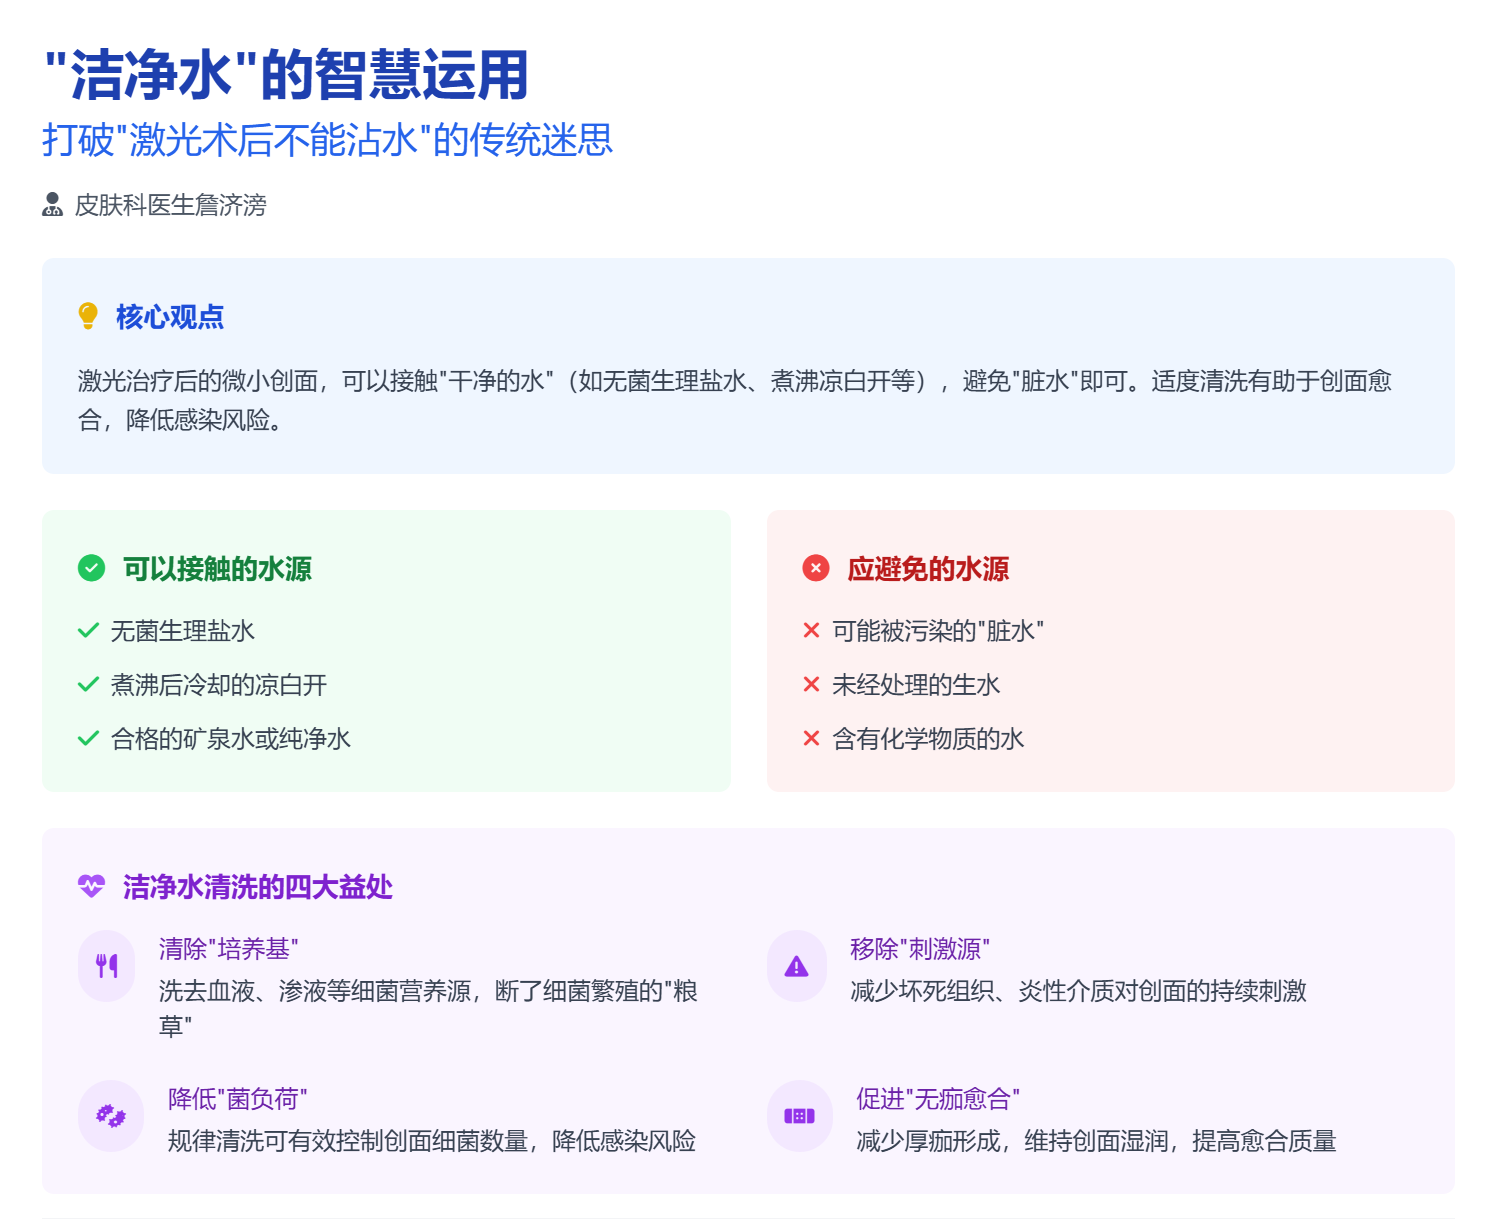 "洁净水"的智慧运用
打破"激光术后不能沾水"的传统迷思
皮肤科医生詹济滂
核心观点
激光治疗后的微小创面，可以接触"干净的水"（如无菌生理盐水、煮沸凉白开等），避免"脏水"即可。适度清洗有助于创面愈
合，降低感染风险。
可以接触的水源
无菌生理盐水
煮沸后冷却的凉白开
合格的矿泉水或纯净水
应避免的水源
可能被污染的"脏水"
未经处理的生水
含有化学物质的水
洁净水清洗的四大益处
清除"培养基"
洗去血液、渗液等细菌营养源，断了细菌繁殖的"粮
草"
移除"刺激源"
减少坏死组织、炎性介质对创面的持续刺激
降低"菌负荷"
规律清洗可有效控制创面细菌数量，降低感染风险
促进"无痂愈合"
减少厚痂形成，维持创面湿润，提高愈合质量